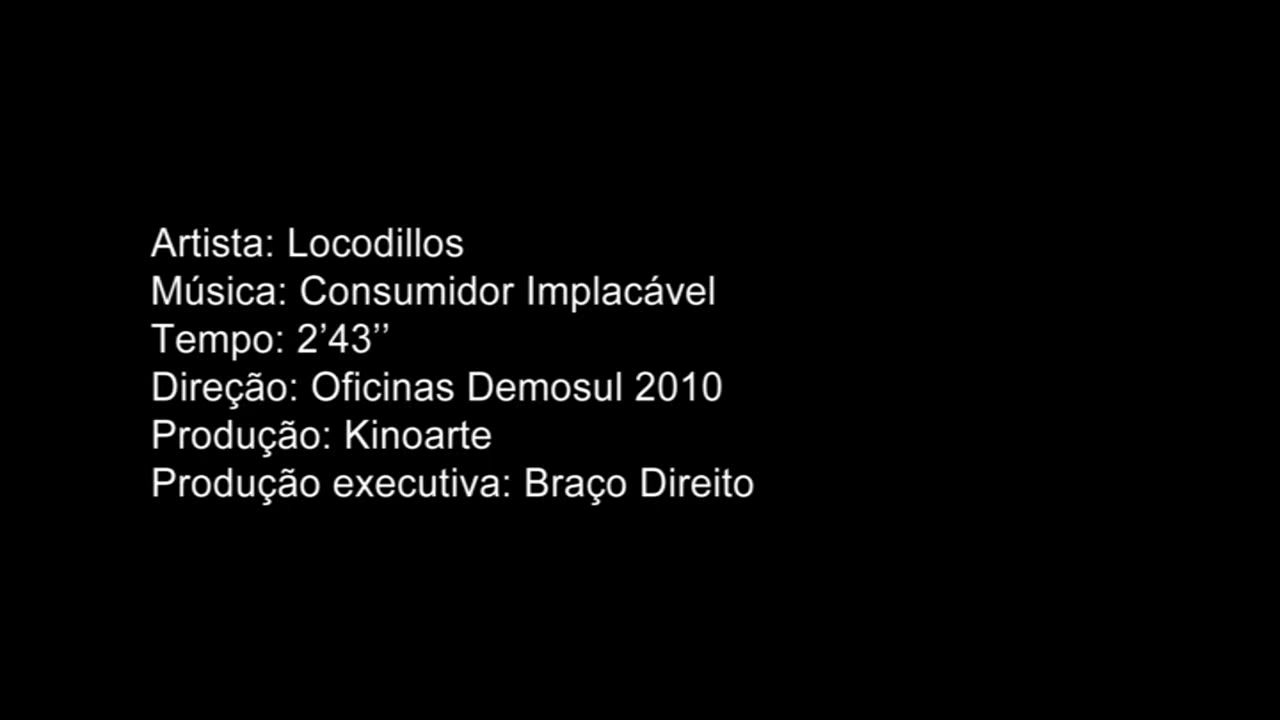 Artista: Locodillos
Música: Consumidor Implacável
Tempo: 2’43’’
Direção: Oficinas Demosul 2010
Produção: Kinoarte
Produção executiva: Braço Direito